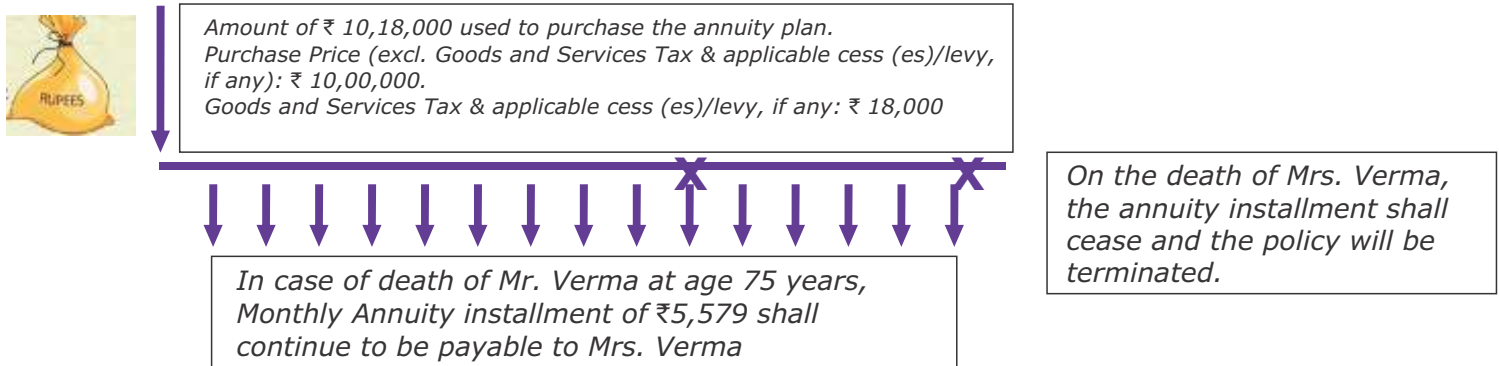 RUPEES
Amount of ₹ 10,18,000 used to purchase the annuity plan.
Purchase Price (excl. Goods and Services Tax & applicable cess (es)/levy,
if any): ₹ 10,00,000.
Goods and Services Tax & applicable cess (es)/levy, if any: ₹ 18,000
X X
On the death of Mrs. Verma,
the annuity installment shall
cease and the policy will be
terminated.
In case of death of Mr. Verma at age 75 years,
Monthly Annuity installment of ₹5,579 shall
continue to be payable to Mrs. Verma